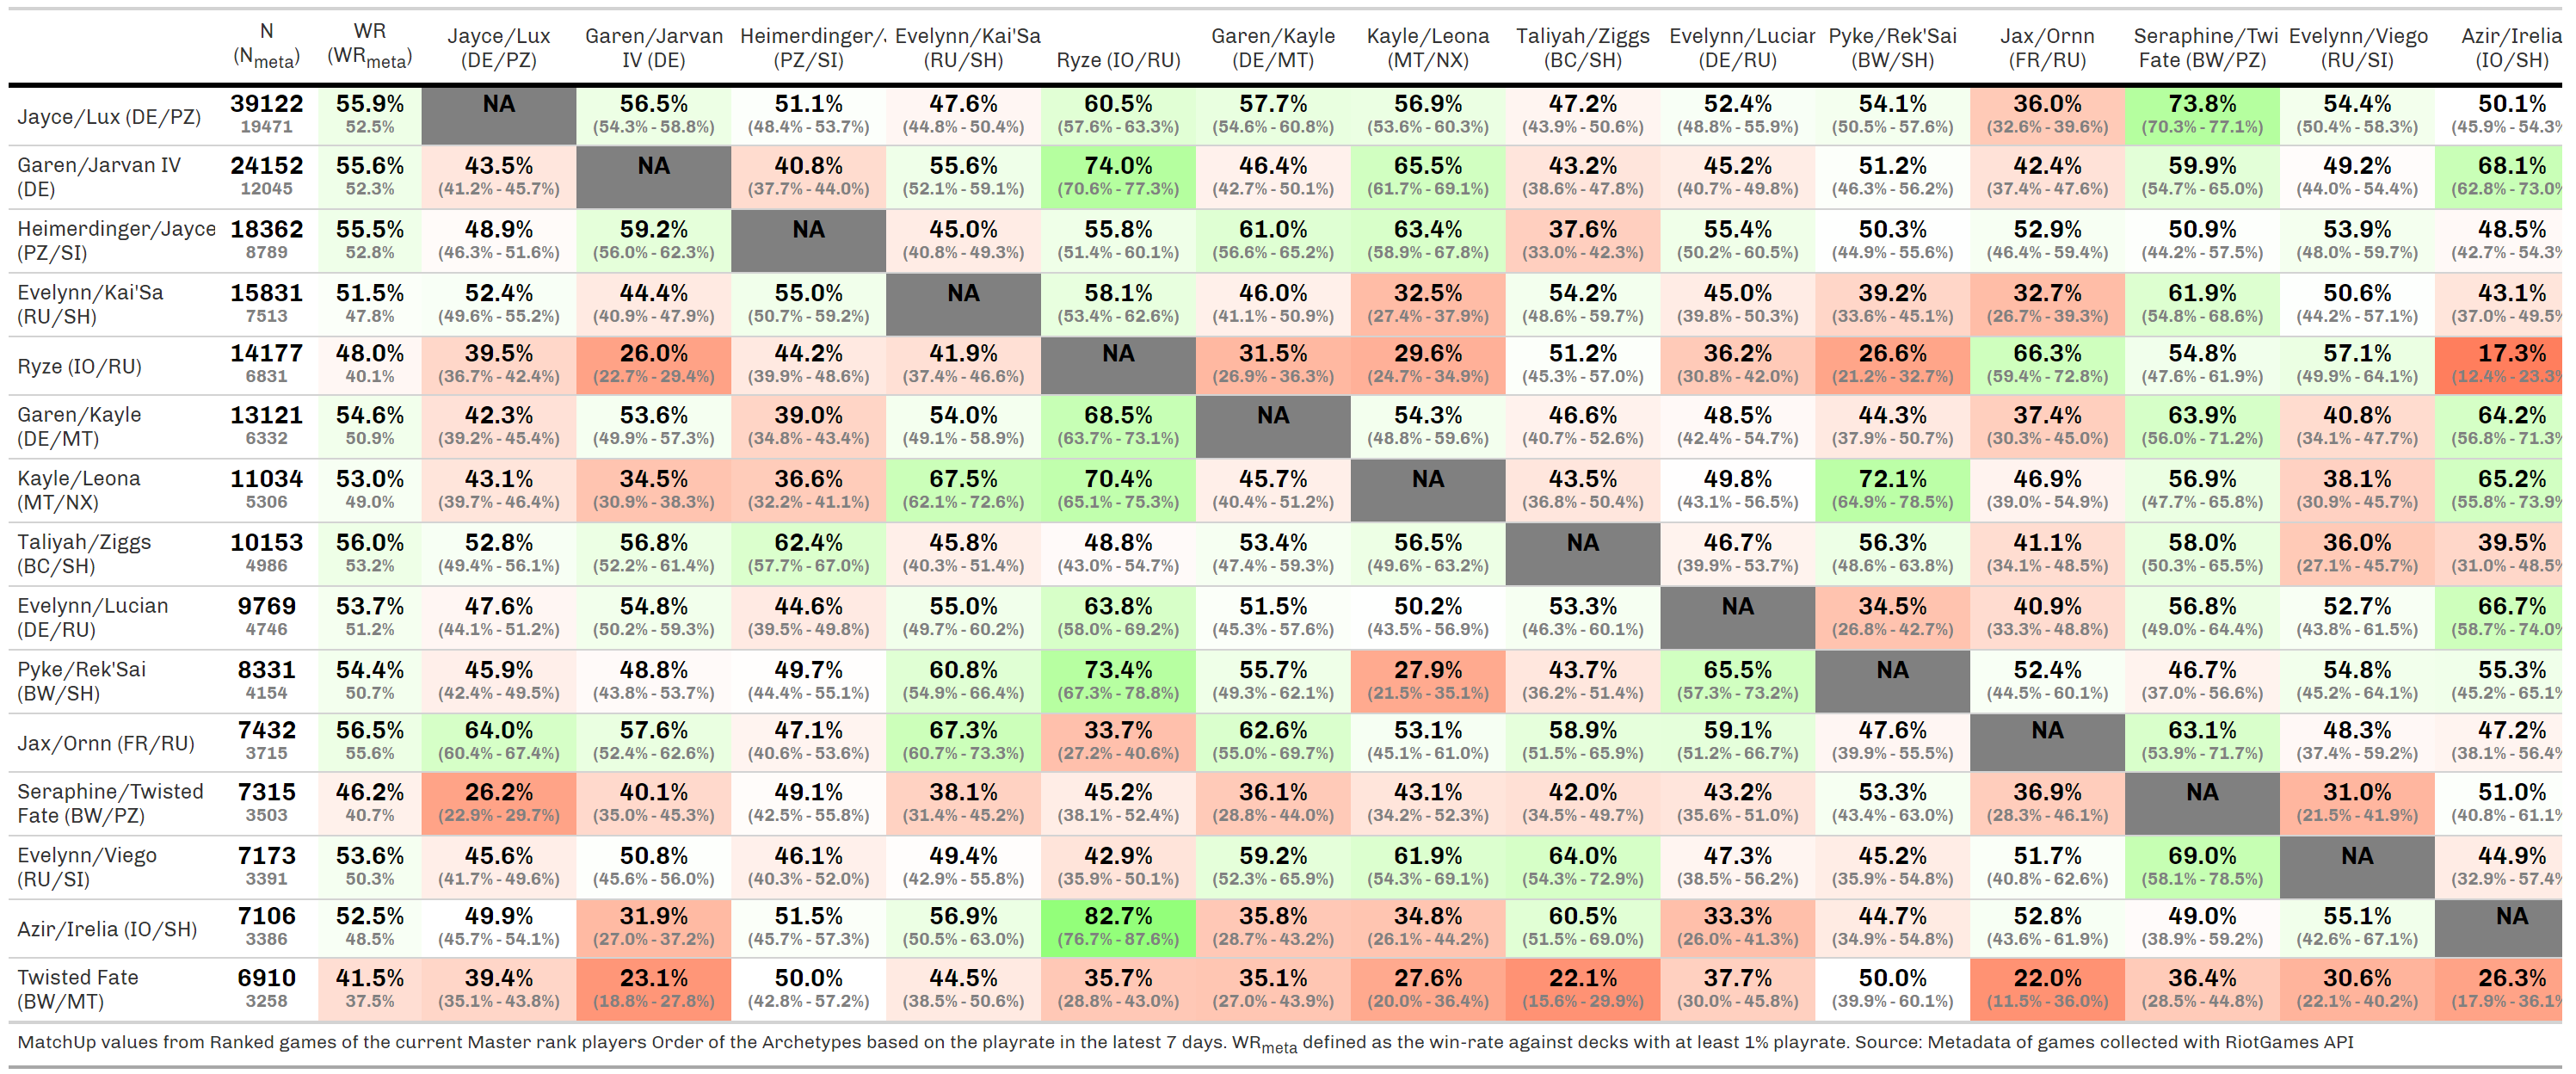 N (Nmeta) WR (WRmeta) Jayce/Lux (DE/PZ) Garen/Jarvan IV (DE) Heimerdinger/ (PZ/SI) Evelynn/Kai'Sa (RU/SH) Ryze (IO/RU) Garen/Kayle (DE/MT) Kayle/Leona (MT/NX) Taliyah/Ziggs (BC/SH) Evelynn/Lucian (DE/RU) Pyke/Rek'Sai (BW/SH) Jax/Ornn (FR/RU) Seraphine/Twi Fate (BW/PZ) Evelynn/Viego (RU/SI) Azir/Irelia (IO/SH)
Jayce/Lux (DE/PZ) 39122 55.9% NA 56.5% 51.1% 47.6% 60.5% 57.7% 56.9% 47.2% 52.4% 54.1% 36.0% 73.8% 54.4% 50.1%
19471 52.5% (54.3% - 58.8%) (48.4% - 53.7%) (44.8% - 50.4%) (57.6% - 63.3%) (54.6% - 60.8%) (53.6% - 60.3%) (43.9% - 50.6%) (48.8% - 55.9%) (50.5% - 57.6%) (32.6% - 39.6%) (70.3% - 77.1%) (50.4% - 58.3%) (45.9% - 54.3%
Garen/Jarvan IV 24152 55.6% 43.5% NA 40.8% 55.6% 74.0% 46.4% 65.5% 43.2% 45.2% 51.2% 42.4% 59.9% 49.2% 68.1%
(DE) 12045 52.3% (41.2% - 45.7%) (37.7% - 44.0%) (52.1% - 59.1%) (70.6% - 77.3%) (42.7% - 50.1%) (61.7% - 69.1%) (38.6% - 47.8%) (40.7% - 49.8%) (46.3% - 56.2%) (37.4% - 47.6%) (54.7% - 65.0%) (44.0% - 54.4%) (62.8% - 73.0%
Heimerdinger/Jayce 18362 55.5% 48.9% 59.2% NA 45.0% 55.8% 61.0% 63.4% 37.6% 55.4% 50.3% 52.9% 50.9% 53.9% 48.5%
(PZ/SI) 8789 52.8% (46.3% - 51.6%) (56.0% - 62.3%) (40.8% - 49.3%) (51.4% - 60.1%) (56.6% - 65.2%) (58.9% - 67.8%) (33.0% - 42.3%) (50.2% - 60.5%) (44.9% - 55.6%) (46.4% - 59.4%) (44.2% - 57.5%) (48.0% - 59.7%) (42.7% - 54.3%
Evelynn/Kai'Sa 15831 51.5% 52.4% 44.4% 55.0% NA 58.1% 46.0% 32.5% 54.2% 45.0% 39.2% 32.7% 61.9% 50.6% 43.1%
(RU/SH) 7513 47.8% (49.6% - 55.2%) (40.9% - 47.9%) (50.7% - 59.2%) (53.4% - 62.6%) (41.1% - 50.9%) (27.4% - 37.9%) (48.6% - 59.7%) (39.8% - 50.3%) (33.6% - 45.1%) (26.7% - 39.3%) (54.8% - 68.6%) (44.2% - 57.1%) (37.0% - 49.5%
Ryze (IO/RU) 14177 48.0% 39.5% 26.0% 44.2% 41.9% NA 31.5% 29.6% 51.2% 36.2% 26.6% 66.3% 54.8% 57.1% 17.3%
6831 40.1% (36.7% - 42.4%) (22.7% - 29.4%) (39.9% - 48.6%) (37.4% - 46.6%) (26.9% - 36.3%) (24.7% - 34.9%) (45.3% - 57.0%) (30.8% - 42.0%) (21.2% - 32.7%) (59.4% - 72.8%) (47.6% - 61.9%) (49.9% - 64.1%) (12.4% - 23.3%
Garen/Kayle 13121 54.6% 42.3% 53.6% 39.0% 54.0% 68.5% NA 54.3% 46.6% 48.5% 44.3% 37.4% 63.9% 40.8% 64.2%
(DE/MT) 6332 50.9% (39.2% - 45.4%) (49.9% - 57.3%) (34.8% - 43.4%) (49.1% - 58.9%) (63.7% - 73.1%) (48.8% - 59.6%) (40.7% - 52.6%) (42.4% - 54.7%) (37.9% - 50.7%) (30.3% - 45.0%) (56.0% - 71.2%) (34.1% - 47.7%) (56.8% - 71.3%
Kayle/Leona 11034 53.0% 43.1% 34.5% 36.6% 67.5% 70.4% 45.7% NA 43.5% 49.8% 72.1% 46.9% 56.9% 38.1% 65.2%
(MT/NX) 5306 49.0% (39.7% - 46.4%) (30.9% - 38.3%) (32.2% - 41.1%) (62.1% - 72.6%) (65.1% - 75.3%) (40.4% - 51.2%) (36.8% - 50.4%) (43.1% - 56.5%) (64.9% - 78.5%) (39.0% - 54.9%) (47.7% - 65.8%) (30.9% - 45.7%) (55.8% - 73.9%
Taliyah/Ziggs 10153 56.0% 52.8% 56.8% 62.4% 45.8% 48.8% 53.4% 56.5% NA 46.7% 56.3% 41.1% 58.0% 36.0% 39.5%
(BC/SH) 4986 53.2% (49.4% - 56.1%) (52.2% - 61.4%) (57.7% - 67.0%) (40.3% - 51.4%) (43.0% - 54.7%) (47.4% - 59.3%) (49.6% - 63.2%) (39.9% - 53.7%) (48.6% - 63.8%) (34.1% - 48.5%) (50.3% - 65.5%) (27.1% - 45.7%) (31.0% - 48.5%
Evelynn/Lucian 9769 53.7% 47.6% 54.8% 44.6% 55.0% 63.8% 51.5% 50.2% 53.3% NA 34.5% 40.9% 56.8% 52.7% 66.7%
(DE/RU) 4746 51.2% (44.1% - 51.2%) (50.2% - 59.3%) (39.5% - 49.8%) (49.7% - 60.2%) (58.0% - 69.2%) (45.3% - 57.6%) (43.5% - 56.9%) (46.3% - 60.1%) (26.8% - 42.7%) (33.3% - 48.8%) (49.0% - 64.4%) (43.8% - 61.5%) (58.7% - 74.0%
Pyke/Rek'Sai 8331 54.4% 45.9% 48.8% 49.7% 60.8% 73.4% 55.7% 27.9% 43.7% 65.5% NA 52.4% 46.7% 54.8% 55.3%
(BW/SH) 4154 50.7% (42.4% - 49.5%) (43.8% - 53.7%) (44.4% - 55.1%) (54.9% - 66.4%) (67.3% - 78.8%) (49.3% - 62.1%) (21.5% - 35.1%) (36.2% - 51.4%) (57.3% - 73.2%) (44.5% - 60.1%) (37.0% - 56.6%) (45.2% - 64.1%) (45.2% - 65.1%
Jax/Ornn (FR/RU) 7432 56.5% 64.0% 57.6% 47.1% 67.3% 33.7% 62.6% 53.1% 58.9% 59.1% 47.6% NA 63.1% 48.3% 47.2%
3715 55.6% (60.4% - 67.4%) (52.4% - 62.6%) (40.6% - 53.6%) (60.7% - 73.3%) (27.2% - 40.6%) (55.0% - 69.7%) (45.1% - 61.0%) (51.5% - 65.9%) (51.2% - 66.7%) (39.9% - 55.5%) (53.9% - 71.7%) (37.4% - 59.2%) (38.1% - 56.4%
Seraphine/Twisted 7315 46.2% 26.2% 40.1% 49.1% 38.1% 45.2% 36.1% 43.1% 42.0% 43.2% 53.3% 36.9% NA 31.0% 51.0%
Fate (BW/PZ) 3503 40.7% (22.9% - 29.7%) (35.0% - 45.3%) (42.5% - 55.8%) (31.4% - 45.2%) (38.1% - 52.4%) (28.8% - 44.0%) (34.2% - 52.3%) (34.5% - 49.7%) (35.6% - 51.0%) (43.4% - 63.0%) (28.3% - 46.1%) (21.5% - 41.9%) (40.8% - 61.1%
Evelynn/Viego 7173 53.6% 45.6% 50.8% 46.1% 49.4% 42.9% 59.2% 61.9% 64.0% 47.3% 45.2% 51.7% 69.0% NA 44.9%
(RU/SI) 3391 50.3% (41.7% - 49.6%) (45.6% - 56.0%) (40.3% - 52.0%) (42.9% - 55.8%) (35.9% - 50.1%) (52.3% - 65.9%) (54.3% - 69.1%) (54.3% - 72.9%) (38.5% - 56.2%) (35.9% - 54.8%) (40.8% - 62.6%) (58.1% - 78.5%) (32.9% - 57.4%
Azir/Irelia (IO/SH) 7106 52.5% 49.9% 31.9% 51.5% 56.9% 82.7% 35.8% 34.8% 60.5% 33.3% 44.7% 52.8% 49.0% 55.1% NA
3386 48.5% (45.7% - 54.1%) (27.0% - 37.2%) (45.7% - 57.3%) (50.5% - 63.0%) (76.7% - 87.6%) (28.7% - 43.2%) (26.1% - 44.2%) (51.5% - 69.0%) (26.0% - 41.3%) (34.9% - 54.8%) (43.6% - 61.9%) (38.9% - 59.2%) (42.6% - 67.1%)
Twisted Fate 6910 41.5% 39.4% 23.1% 50.0% 44.5% 35.7% 35.1% 27.6% 22.1% 37.7% 50.0% 22.0% 36.4% 30.6% 26.3%
(BW/MT) 3258 37.5% (35.1% - 43.8%) (18.8% - 27.8%) (42.8% - 57.2%) (38.5% - 50.6%) (28.8% - 43.0%) (27.0% - 43.9%) (20.0% - 36.4%) (15.6% - 29.9%) (30.0% - 45.8%) (39.9% - 60.1%) (11.5% - 36.0%) (28.5% - 44.8%) (22.1% - 40.2%) (17.9% - 36.1%
MatchUp values from Ranked games of the current Master rank players Order of the Archetypes based on the playrate in the latest 7 days. WRmeta defined as the win-rate against decks with at least 1% playrate. Source: Metadata of games collected with RiotGames API